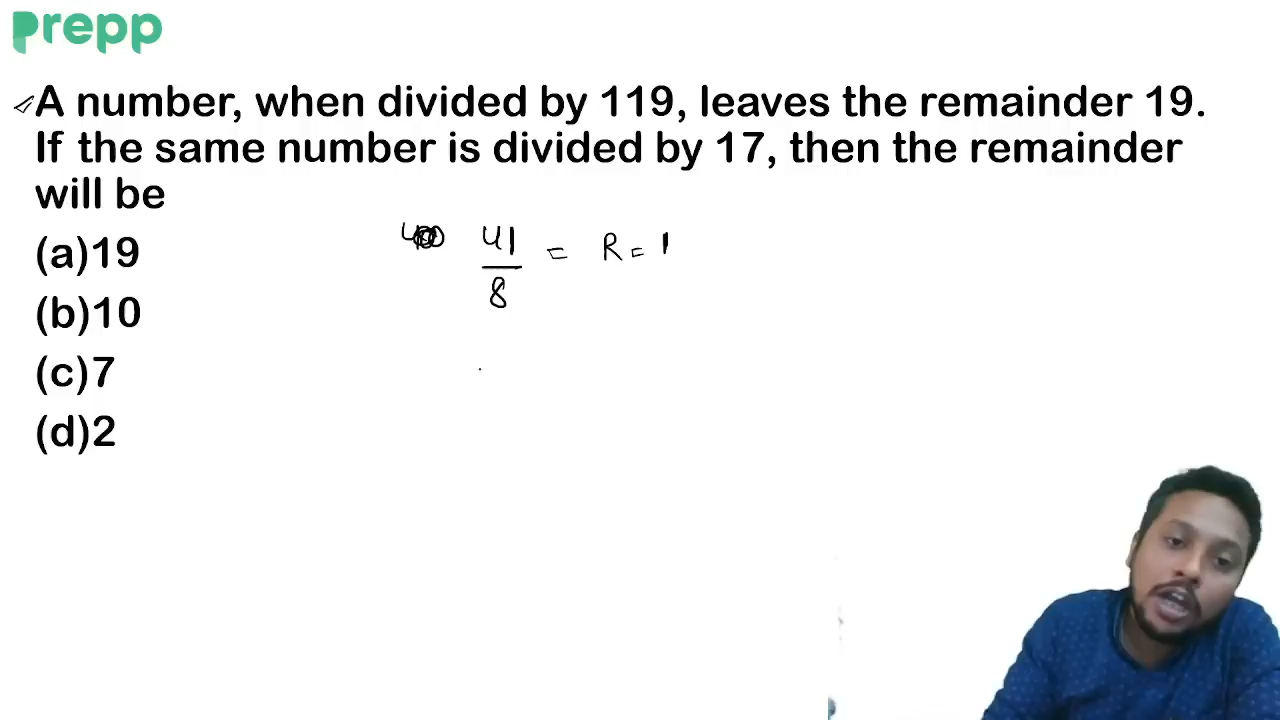 Prepp
A number, when divided by 119, leaves the remainder 19.
If the same number is divided by 17, then the remainder
will be
(a)19
(b)10
(c)7
(d)2
41
8
= R = 1